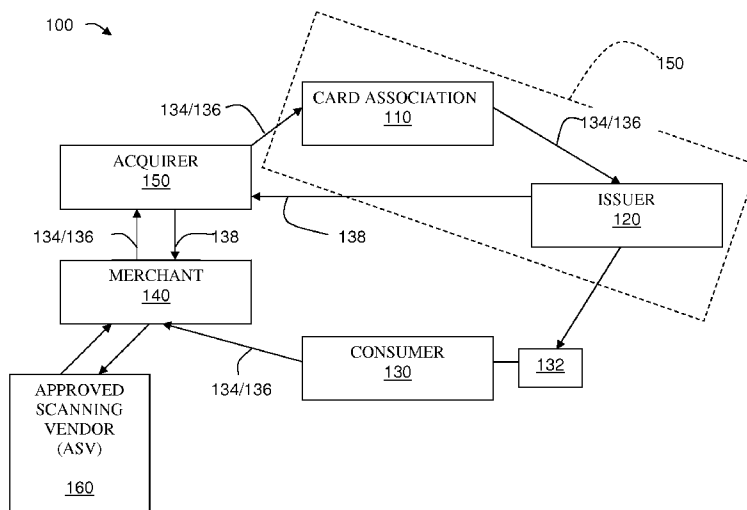 100
150
CARD ASSOCIATION
110
134/136
134/136
ACQUIRER
150
ISSUER
120
138
134/136
138
MERCHANT
140
CONSUMER
130
132
134/136
APPROVED
SCANNING
VENDOR
(ASV)
160